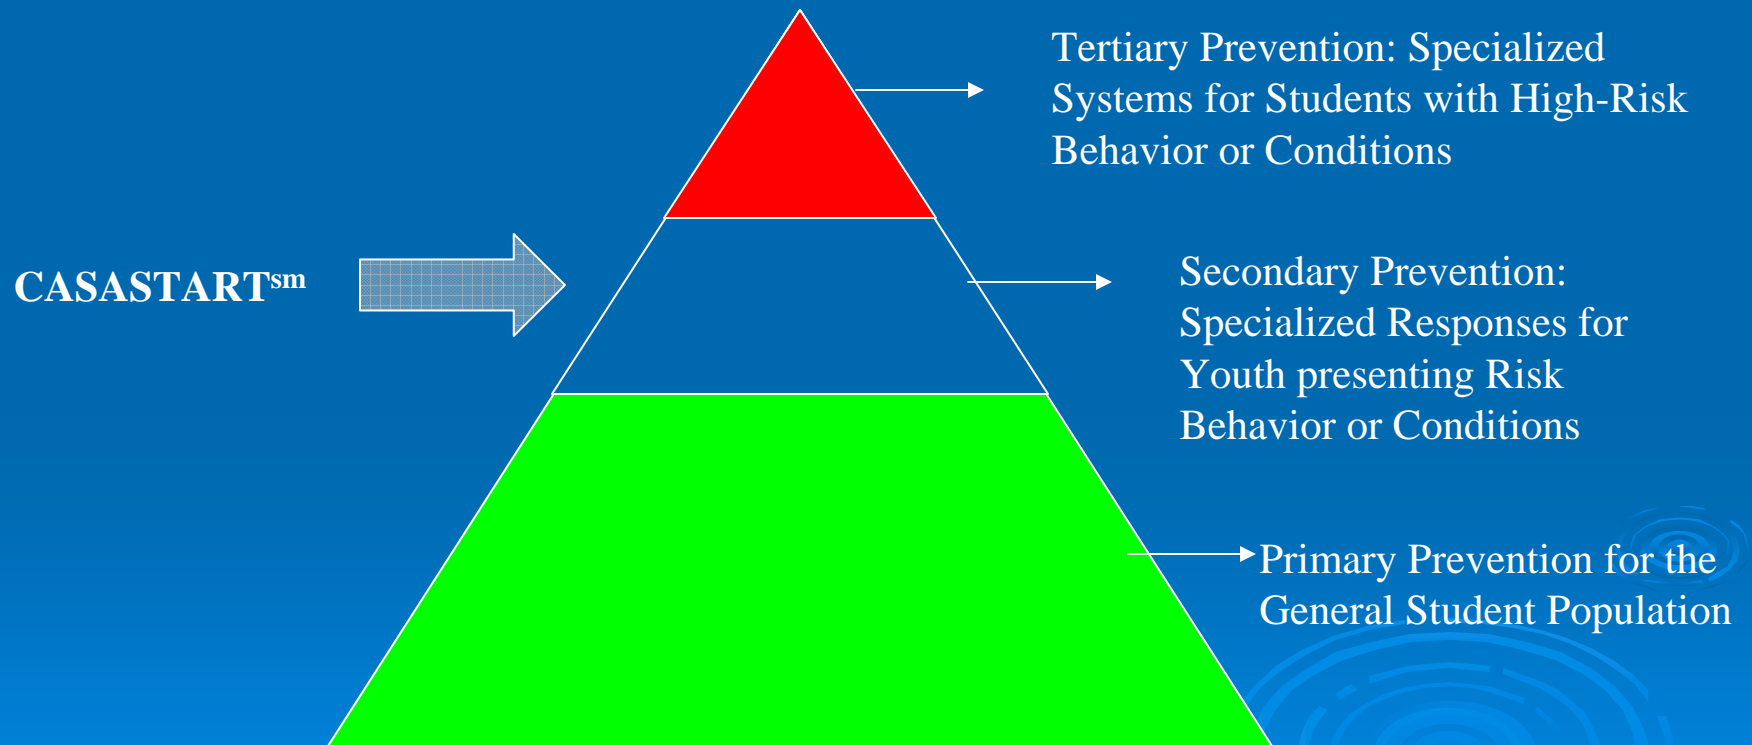 Tertiary Prevention: Specialized
Systems for Students with High-Risk
Behavior or Conditions
CASASTARTsm
Secondary Prevention:
Specialized Responses for
Youth presenting Risk
Behavior or Conditions
Primary Prevention for the
General Student Population